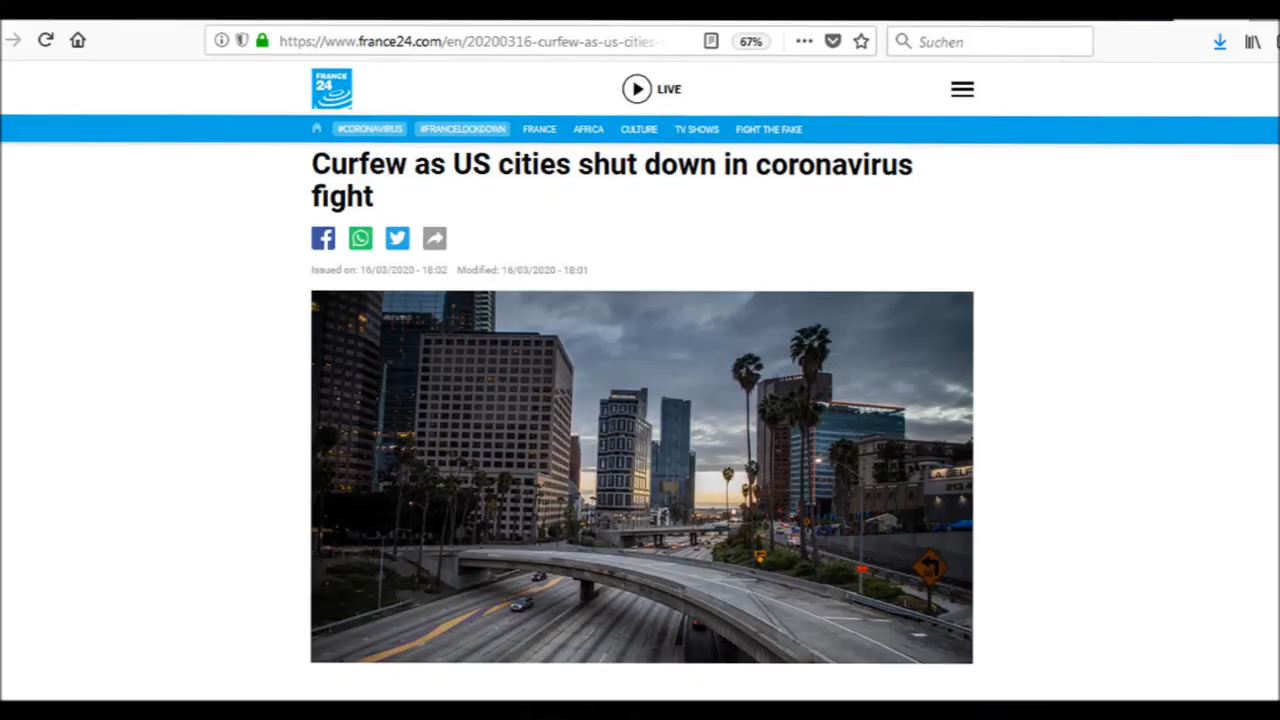 https://www.france24.com/en/20200316-curfew-as-us-cities-
67%
Suchen
FRANCE
24
LIVE
#CORONAVIRUS #FRANCELOCKDOWN FRANCE AFRICA CULTURE TV SHOWS FIGHT THE FAKE
Curfew as US cities shut down in coronavirus
fight
Issued on: 16/03/2020 - 18:02 Modified: 16/03/2020 - 18:01